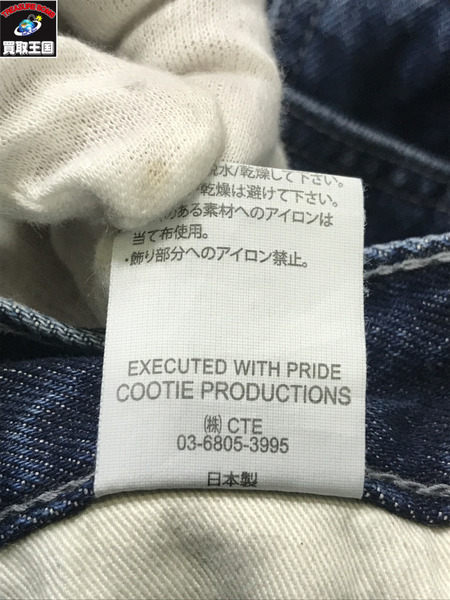 TREASURE KING
買取王国
脱水/乾燥して下さい。
乾燥は避けて下さい。
ある素材へのアイロンは
当て布使用。
・飾り部分へのアイロン禁止。
EXECUTED WITH PRIDE
COOTIE PRODUCTIONS
㈱ CTE
03-6805-3995
日本製